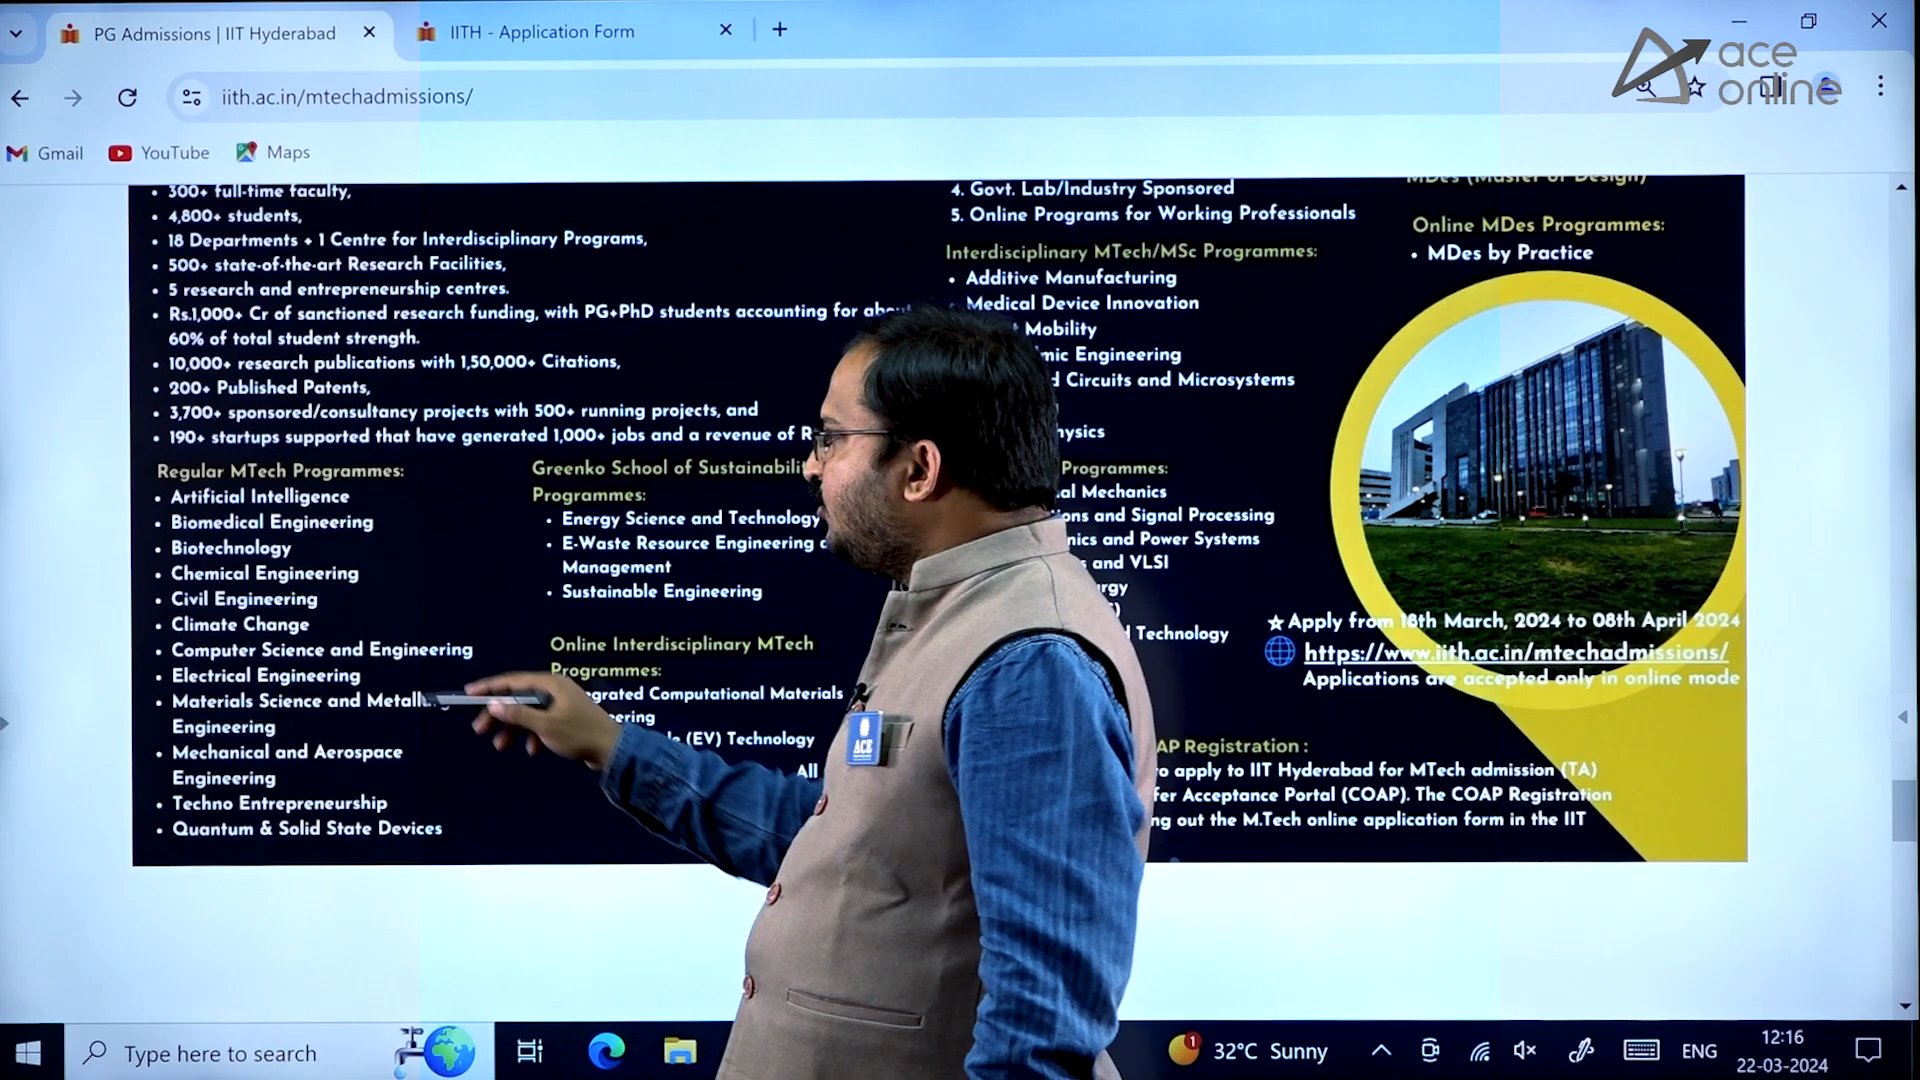 PG Admissions | IIT Hyderabad
IITH - Application Form
ace
online
iith.ac.in/mtechadmissions/
Gmail
YouTube
Maps
• 300+ full-time faculty,
• 4,800+ students,
• 18 Departments + 1 Centre for Interdisciplinary Programs,
• 500+ state-of-the-art Research Facilities,
• 5 research and entrepreneurship centres.
• Rs.1,000+ Cr of sanctioned research funding, with PG+PhD students accounting for
60% of total student strength.
• 10,000+ research publications with 1,50,000+ Citations,
• 200+ Published Patents,
• 3,700+ sponsored/consultancy projects with 500+ running projects, and
• 190+ startups supported that have generated 1,000+ jobs and a revenue of
Regular MTech Programmes:
• Artificial Intelligence
• Biomedical Engineering
• Biotechnology
• Chemical Engineering
• Civil Engineering
• Climate Change
• Computer Science and Engineering
• Electrical Engineering
• Materials Science and
Engineering
• Mechanical and Aerospace
Engineering
• Techno Entrepreneurship
• Quantum & Solid State Devices
Greenko School of
Programmes:
• Energy Science and Technology
• E-Waste Resource Engineering
Management
• Sustainable Engineering
Online Interdisciplinary MTech
Programmes:
Computational Materials
(EV) Technology
All
4. Govt. Lab/Industry Sponsored
5. Online Programs for Working Professionals
Interdisciplinary MTech/MSc Programmes:
• Additive Manufacturing
Medical Device Innovation
Mobility
Engineering
Circuits and Microsystems
Programmes:
Mechanics
and Signal Processing
and Power Systems
and VLSI
Technology
MDes (Master of Design)
Online MDes Programmes:
• MDes by Practice
Apply from 18th March, 2024 to 08th April 2024
https://www.iith.ac.in/mtechadmissions/
Applications are accepted only in online mode
Registration :
to apply to IIT Hyderabad for MTech admission (TA)
Acceptance Portal (COAP). The COAP Registration
out the M.Tech online application form in the IIT
ACE
Type here to search
1
32°C Sunny
ENG
12:16
22-03-2024